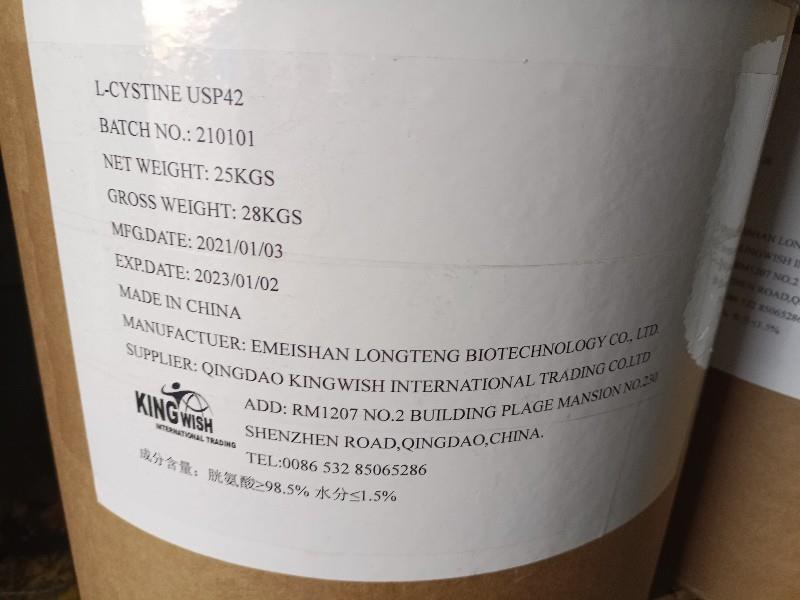 L-CYSTINE USP42
BATCH NO.: 210101
NET WEIGHT: 25KGS
GROSS WEIGHT: 28KGS
MFG.DATE: 2021/01/03
EXP.DATE: 2023/01/02
MADE IN CHINA
MANUFACTUER: EMEISHAN LONGTENG BIOTECHNOLOGY CO., LTD.
SUPPLIER: QINGDAO KINGWISH INTERNATIONAL TRADING CO.LTD
ADD: RM1207 NO.2 BUILDING PLAGE MANSION NO.230
SHENZHEN ROAD,QINGDAO,CHINA.
TEL:0086 532 85065286
KINGWISH
INTERNATIONAL TRADING
成分含量：胱氨酸≥98.5% 水分≤1.5%